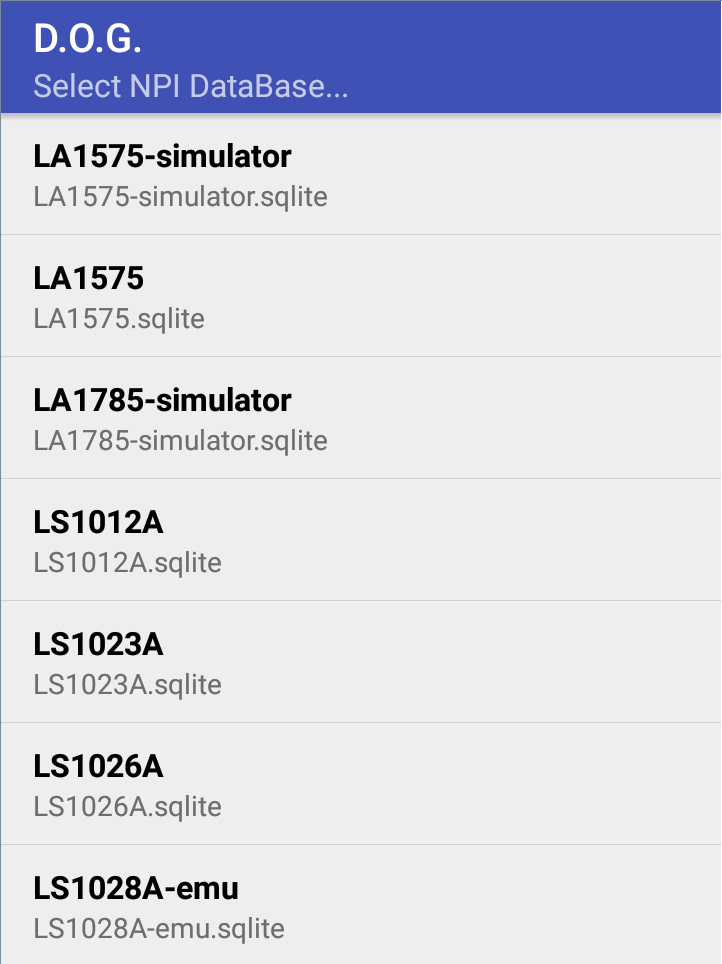 D.O.G.
Select NPI DataBase...
LA1575-simulator
LA1575-simulator.sqlite
LA1575
LA1575.sqlite
LA1785-simulator
LA1785-simulator.sqlite
LS1012A
LS1012A.sqlite
LS1023A
LS1023A.sqlite
LS1026A
LS1026A.sqlite
LS1028A-emu
LS1028A-emu.sqlite